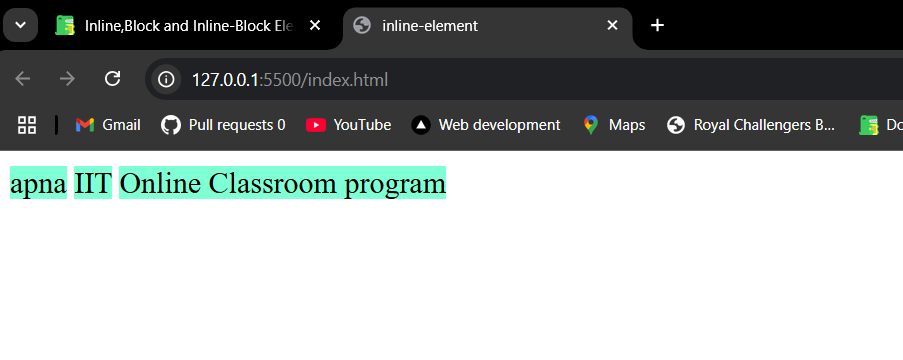 Inline,Block and Inline-Block Ele
inline-element
127.0.0.1:5500/index.html
Gmail Pull requests 0 YouTube Web development Maps Royal Challengers B... Do
apna IIT Online Classroom program